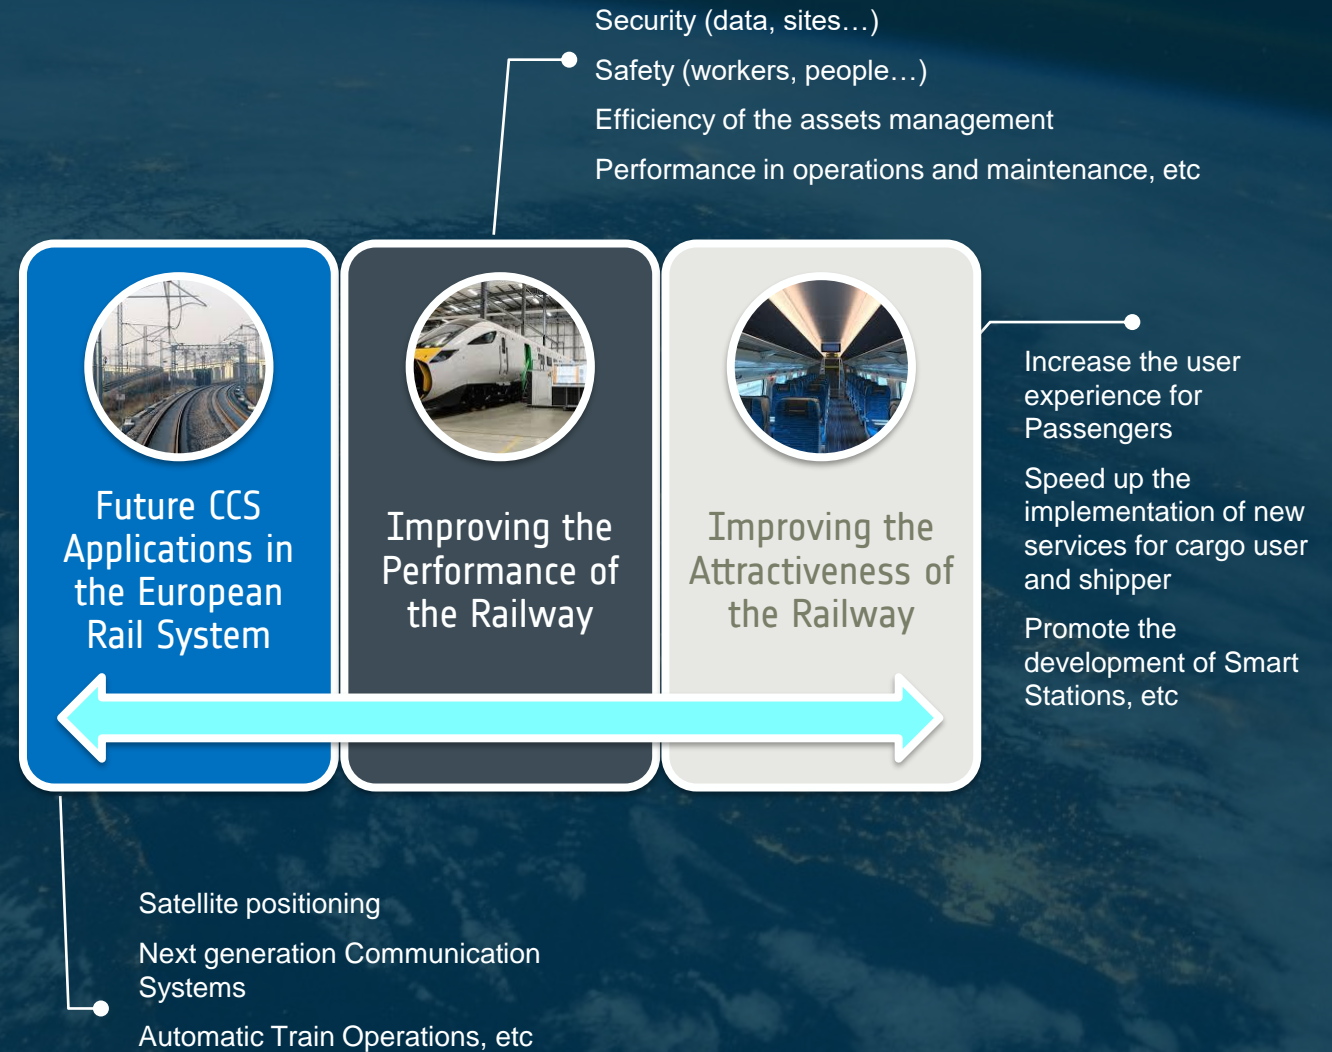 Security (data, sites…)
Safety (workers, people…)
Efficiency of the assets management
Performance in operations and maintenance, etc
Future CCS
Applications in
the European
Rail System
Improving the
Performance of
the Railway
Improving the
Attractiveness of
the Railway
Increase the user
experience for
Passengers
Speed up the
implementation of new
services for cargo user
and shipper
Promote the
development of Smart
Stations, etc
Satellite positioning
Next generation Communication
Systems
Automatic Train Operations, etc